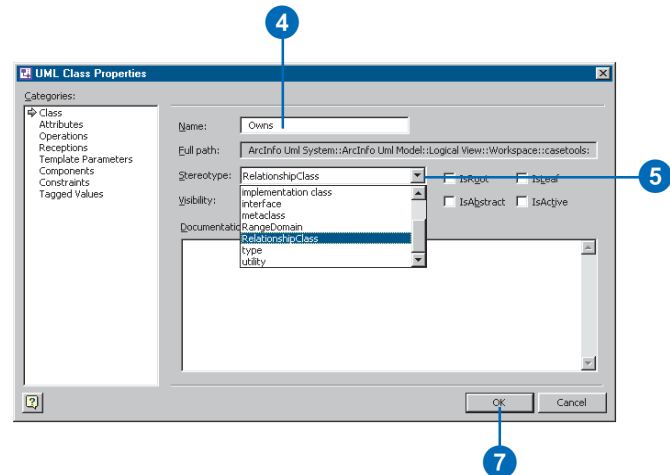 4
UML Class Properties
Categories:
Class
Attributes
Operations
Receptions
Template Parameters
Components
Constraints
Tagged Values
Name: Owns
Full path: ArcInfo Uml System::ArcInfo Uml Model::Logical View::Workspace::casetools:
Stereotype: RelationshipClass IsRoot IsLeaf
5
Visibility: IsAbstract IsActive
implementation class
interface
metaclass
Documentatio
RangeDomain
RelationshipClass
type
utility
OK Cancel
7